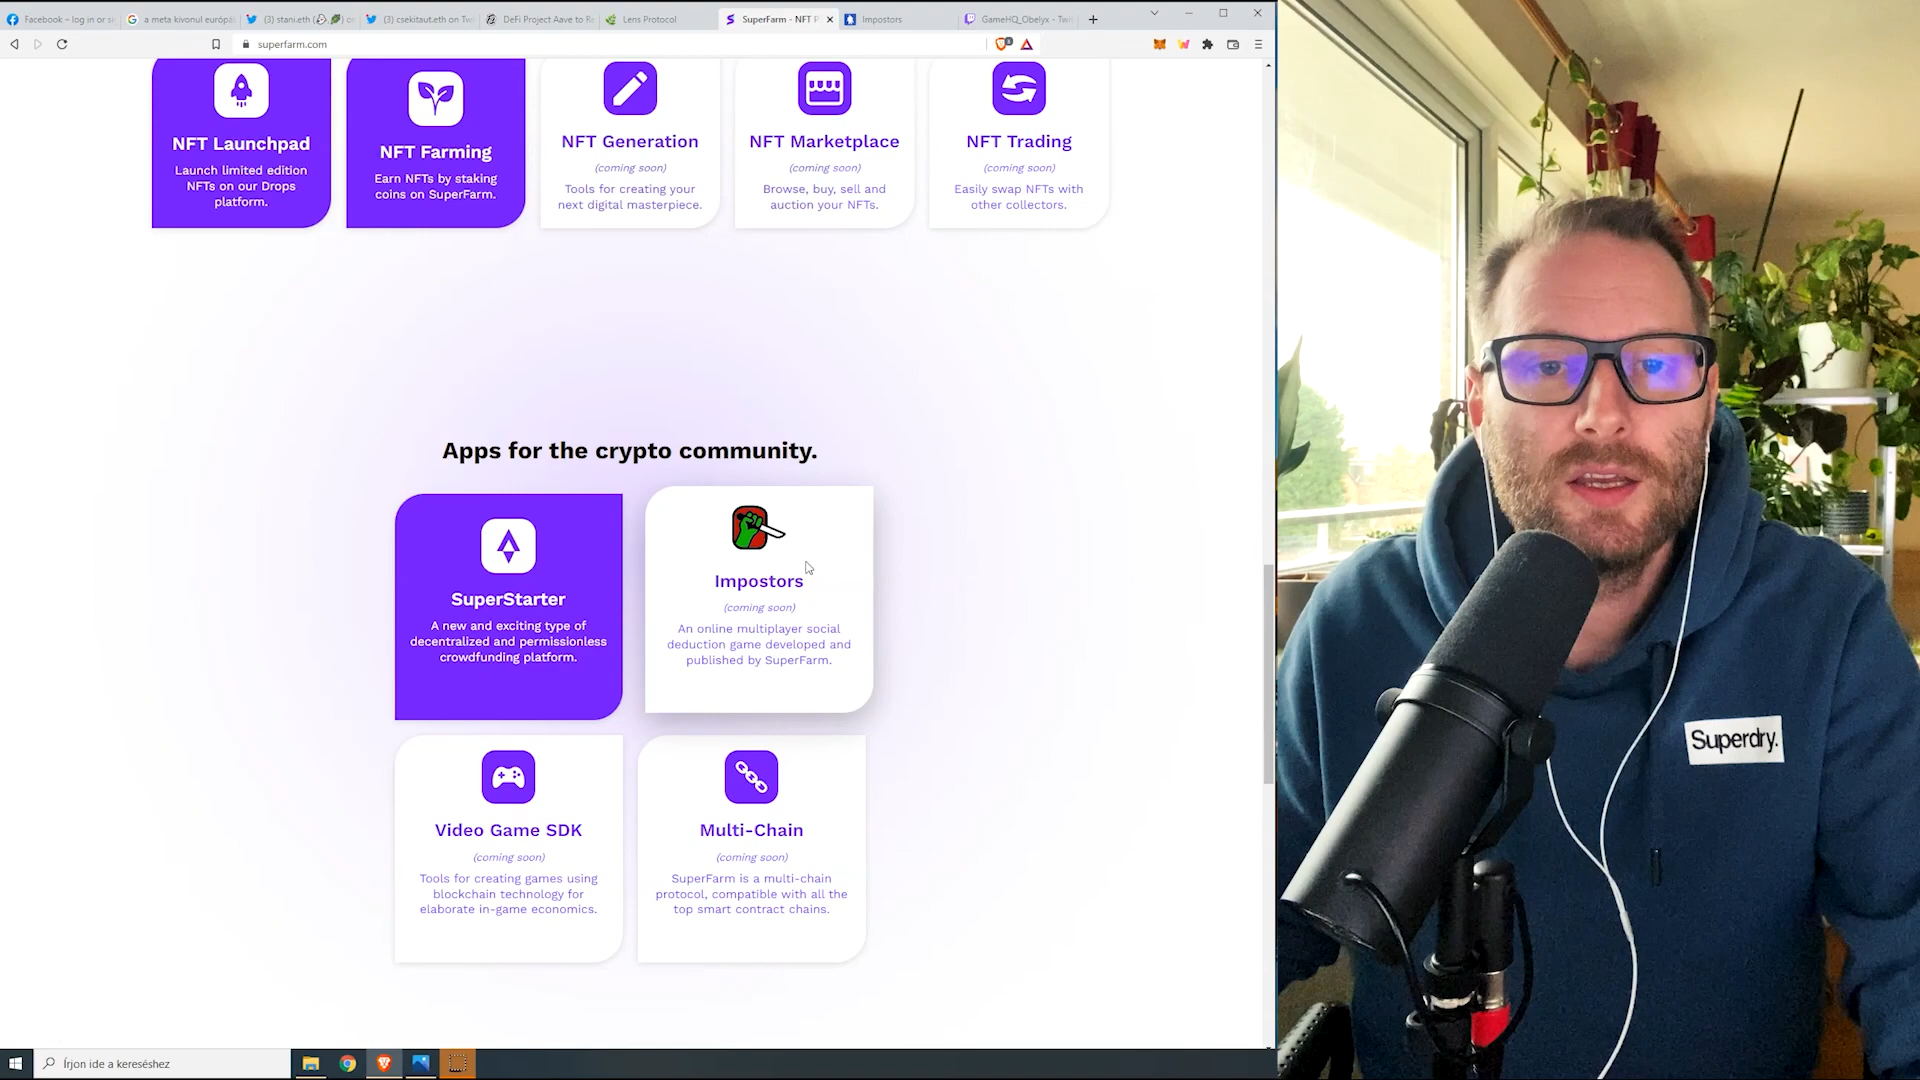 Facebook – log in or si
a meta kivonul európá
(3) stani.eth
(3) csekitaut.eth on Tw
DeFi Project Aave to Re
Lens Protocol
SuperFarm - NFT P
Impostors
GameHQ_Obelyx - Twi
superfarm.com
NFT Launchpad
Launch limited edition
NFTs on our Drops
platform.
NFT Farming
Earn NFTs by staking
coins on SuperFarm.
NFT Generation
(coming soon)
Tools for creating your
next digital masterpiece.
NFT Marketplace
(coming soon)
Browse, buy, sell and
auction your NFTs.
NFT Trading
(coming soon)
Easily swap NFTs with
other collectors.
Apps for the crypto community.
SuperStarter
A new and exciting type of
decentralized and permissionless
crowdfunding platform.
Impostors
(coming soon)
An online multiplayer social
deduction game developed and
published by SuperFarm.
Video Game SDK
(coming soon)
Tools for creating games using
blockchain technology for
elaborate in-game economics.
Multi-Chain
(coming soon)
SuperFarm is a multi-chain
protocol, compatible with all the
top smart contract chains.
Írjon ide a kereséshez
Superdry.